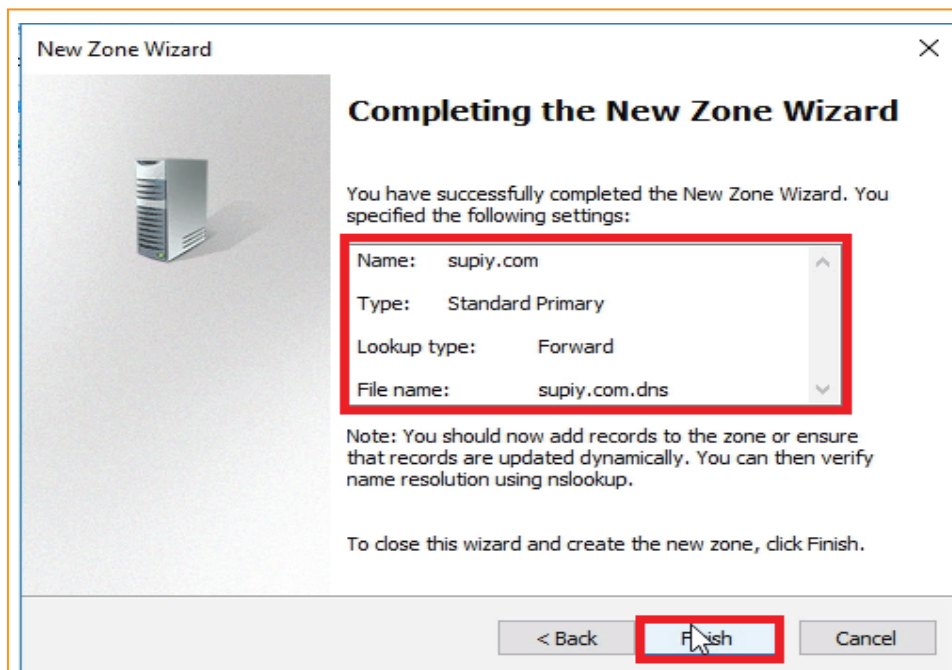 New Zone Wizard
Completing the New Zone Wizard
You have successfully completed the New Zone Wizard. You
specified the following settings:
Name: supiy.com
Type: Standard Primary
Lookup type: Forward
File name: supiy.com.dns
Note: You should now add records to the zone or ensure
that records are updated dynamically. You can then verify
name resolution using nslookup.
To close this wizard and create the new zone, click Finish.
< Back Finish Cancel